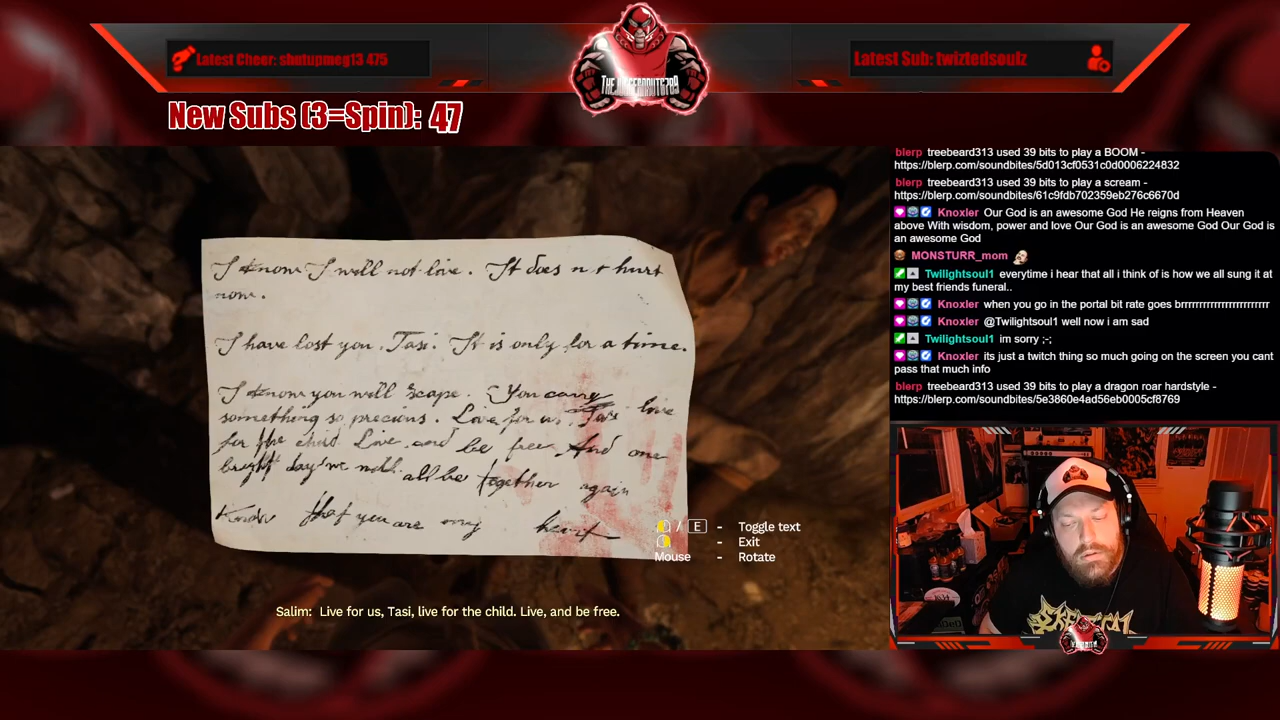 Latest Cheer: shutupmeg13 475
THEJUGGERNAUT6789
Latest Sub: twiztedsoulz
New Subs (3=Spin): 47
I know I will not live. It does n t hurt
now.
I have lost you, Tasi. It is only for a time.
I know you will scape. You carry
something so precious. Live for us, Tasi live
for the child Live and be free And one
bright day we will all be together again
Know that you are my heart
/ E - Toggle text
- Exit
Mouse - Rotate
Salim: Live for us, Tasi, live for the child. Live, and be free.
blerp treebeard313 used 39 bits to play a BOOM -
https://blerp.com/soundbites/5d013cf0531c0d0006224832
blerp treebeard313 used 39 bits to play a scream -
https://blerp.com/soundbites/61c9fdb702359eb276c6670d
Knoxler Our God is an awesome God He reigns from Heaven
above With wisdom, power and love Our God is an awesome God Our God is
an awesome God
MONSTURR_mom
Twilightsoul1 everytime i hear that all i think of is how we all sung it at
my best friends funeral..
Knoxler when you go in the portal bit rate goes brrrrrrrrrrrrrrrrrrrrrrr
Knoxler @Twilightsoul1 well now i am sad
Twilightsoul1 im sorry ;-;
Knoxler its just a twitch thing so much going on the screen you cant
pass that much info
blerp treebeard313 used 39 bits to play a dragon roar hardstyle -
https://blerp.com/soundbites/5e3860e4ad56eb0005cf8769